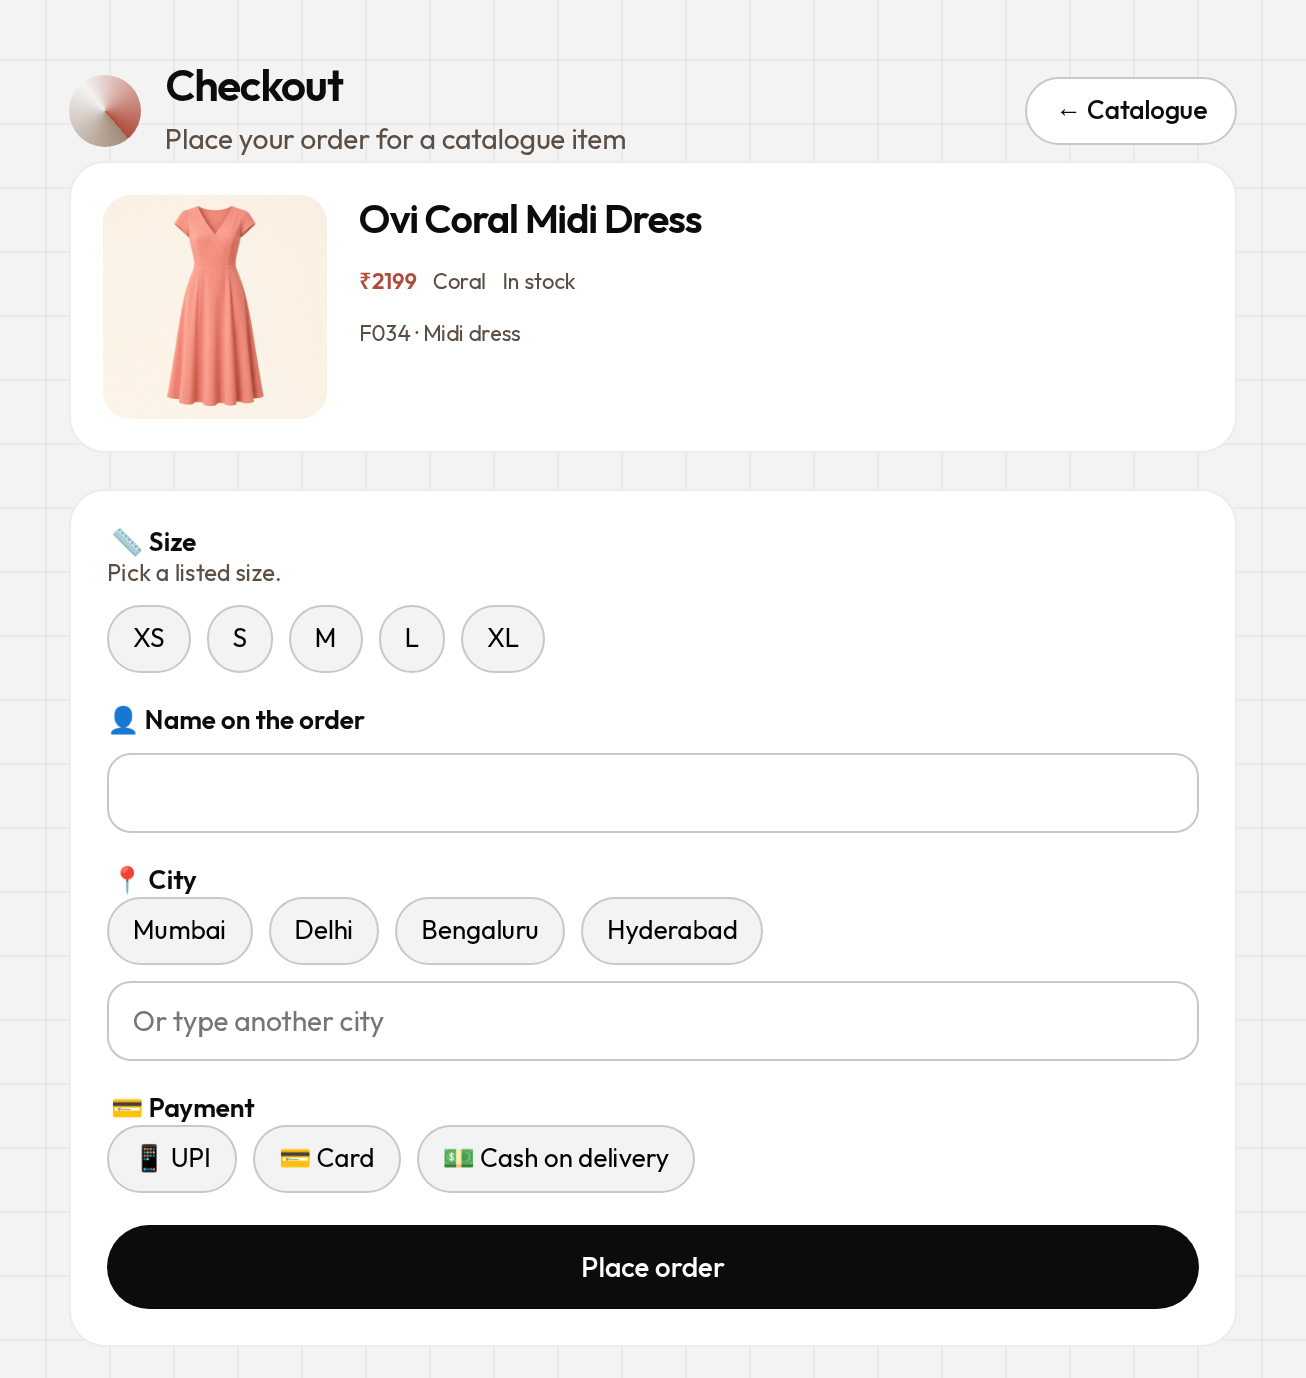 Checkout
Place your order for a catalogue item
← Catalogue
Ovi Coral Midi Dress
₹2199 Coral In stock
F034 · Midi dress
📏 Size
Pick a listed size.
XS S M L XL
👤 Name on the order
📍 City
Mumbai Delhi Bengaluru Hyderabad
Or type another city
💳 Payment
📱 UPI 💳 Card 💵 Cash on delivery
Place order